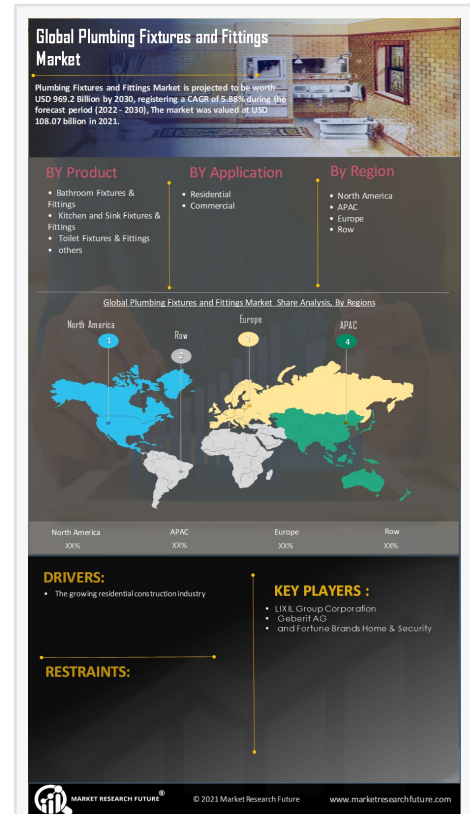 Global Plumbing Fixtures and Fittings
Market
Plumbing Fixtures and Fittings Market is projected to be worth
USD 969.2 Billion by 2030, registering a CAGR of 5.88% during the
forecast period (2022 - 2030), The market was valued at USD
108.07 billion in 2021.
BY Product
• Bathroom Fixtures &
Fittings
• Kitchen and Sink Fixtures &
Fittings
• Toilet Fixtures & Fittings
• others
BY Application
• Residential
• Commercial
By Region
• North America
• APAC
• Europe
• Row
Global Plumbing Fixtures and Fittings Market Share Analysis, By Regions
North America
1
Row
2
Europe
3
APAC
4
North America APAC Europe Row
XX% XX% XX% XX%
DRIVERS:
• The growing residential construction industry
RESTRAINTS:
KEY PLAYERS :
• LIXIL Group Corporation
• Geberit AG
• and Fortune Brands Home & Security
MARKET RESEARCH FUTURE ®
© 2021 Market Research Future
www.marketresearchfuture.com